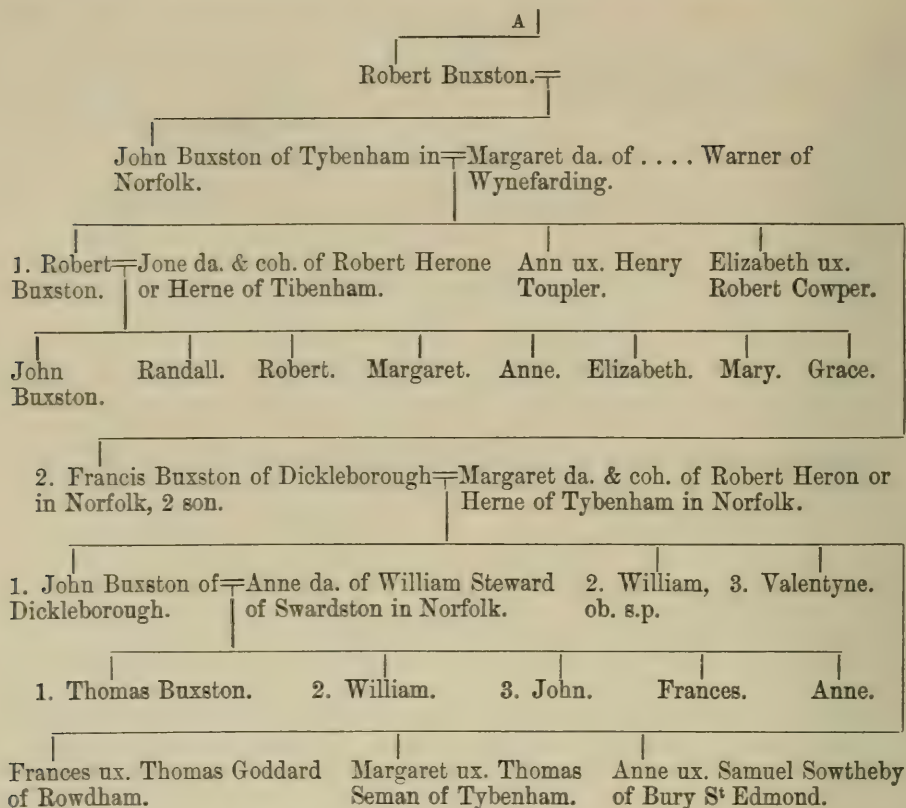 A
Robert Buxston.
John Buxston of Tybenham in Norfolk.
Margaret da. of .... Warner of Wynefarding.
1. Robert Buxston.
Jone da. & coh. of Robert Herone or Herne of Tibenham.
Ann ux. Henry Toupler.
Elizabeth ux. Robert Cowper.
John Buxston.
Randall. Robert. Margaret. Anne. Elizabeth. Mary. Grace.
2. Francis Buxston of Dickleborough in Norfolk, 2 son.
Margaret da. & coh. of Robert Heron or Herne of Tybenham in Norfolk.
1. John Buxston of Dickleborough.
Anne da. of William Steward of Swardston in Norfolk.
2. William, ob. s.p.
3. Valentyne.
1. Thomas Buxston. 2. William. 3. John. Frances. Anne.
Frances ux. Thomas Goddard of Rowdham.
Margaret ux. Thomas Seman of Tybenham.
Anne ux. Samuel Sowtheby of Bury St Edmond.